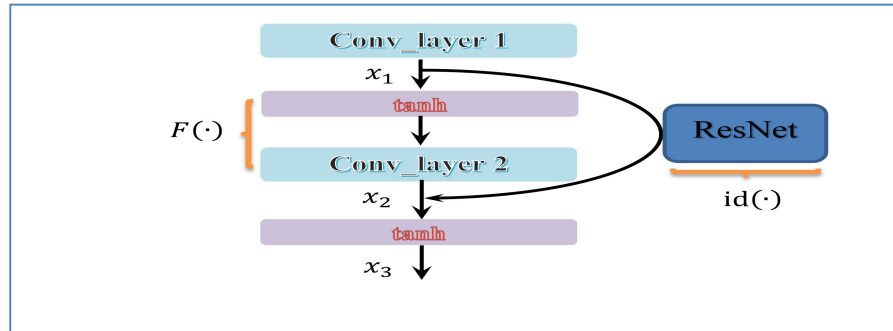 Conv_layer 1
x₁
tanh
F(·)
ResNet
Conv_layer 2
id(·)
x₂
tanh
x₃